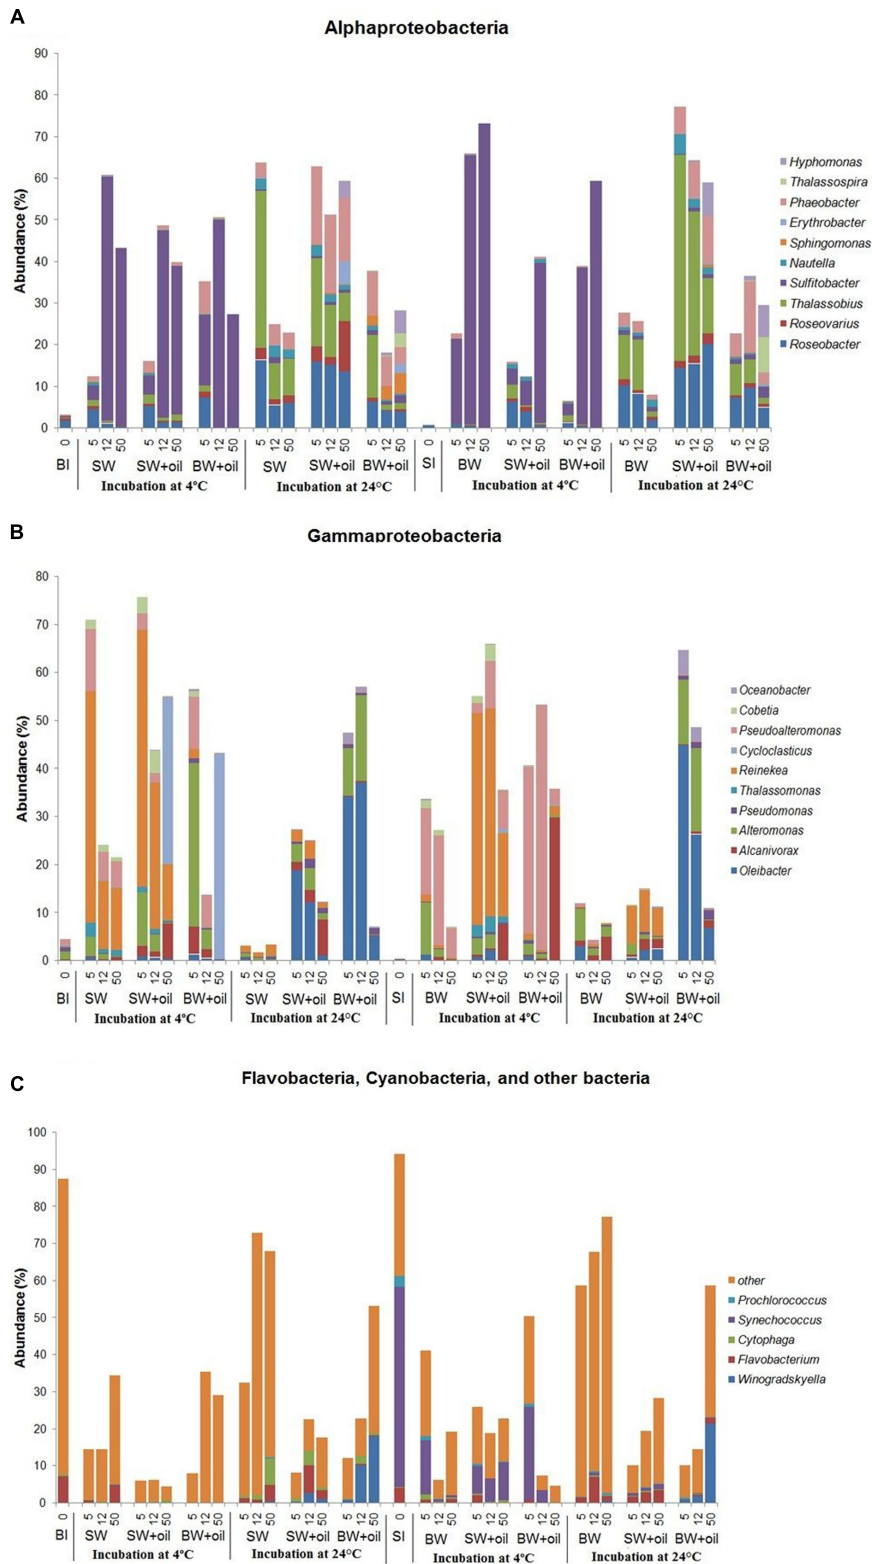 A
Alphaproteobacteria
Abundance (%)
90
80
70
60
50
40
30
20
10
0
Hyphomonas
Thalassospira
Phaeobacter
Erythrobacter
Sphingomonas
Nautella
Sulfitobacter
Thalassobius
Roseovarius
Roseobacter
0 5 12 50 5 12 50 5 12 50 5 12 50 5 12 50 5 12 50 0 5 12 50 5 12 50 5 12 50 5 12 50 5 12 50 5 12 50
BI SW SW+oil BW+oil SW SW+oil BW+oil SI BW SW+oil BW+oil BW SW+oil BW+oil
Incubation at 4°C Incubation at 24°C Incubation at 4°C Incubation at 24°C
B
Gammaproteobacteria
Abundance (%)
80
70
60
50
40
30
20
10
0
Oceanobacter
Cobetia
Pseudoalteromonas
Cycloclasticus
Reinekea
Thalassomonas
Pseudomonas
Alteromonas
Alcanivorax
Oleibacter
0 5 12 50 5 12 50 5 12 50 5 12 50 5 12 50 5 12 50 0 5 12 50 5 12 50 5 12 50 5 12 50 5 12 50 5 12 50
BI SW SW+oil BW+oil SW SW+oil BW+oil SI BW SW+oil BW+oil BW SW+oil BW+oil
Incubation at 4°C Incubation at 24°C Incubation at 4°C Incubation at 24°C
C
Flavobacteria, Cyanobacteria, and other bacteria
Abundance (%)
100
90
80
70
60
50
40
30
20
10
0
other
Prochlorococcus
Synechococcus
Cytophaga
Flavobacterium
Winogradskyella
0 5 12 50 5 12 50 5 12 50 5 12 50 5 12 50 5 12 50 0 5 12 50 5 12 50 5 12 50 5 12 50 5 12 50 5 12 50
BI SW SW+oil BW+oil SW SW+oil BW+oil SI BW SW+oil BW+oil BW SW+oil BW+oil
Incubation at 4°C Incubation at 24°C Incubation at 4°C Incubation at 24°C